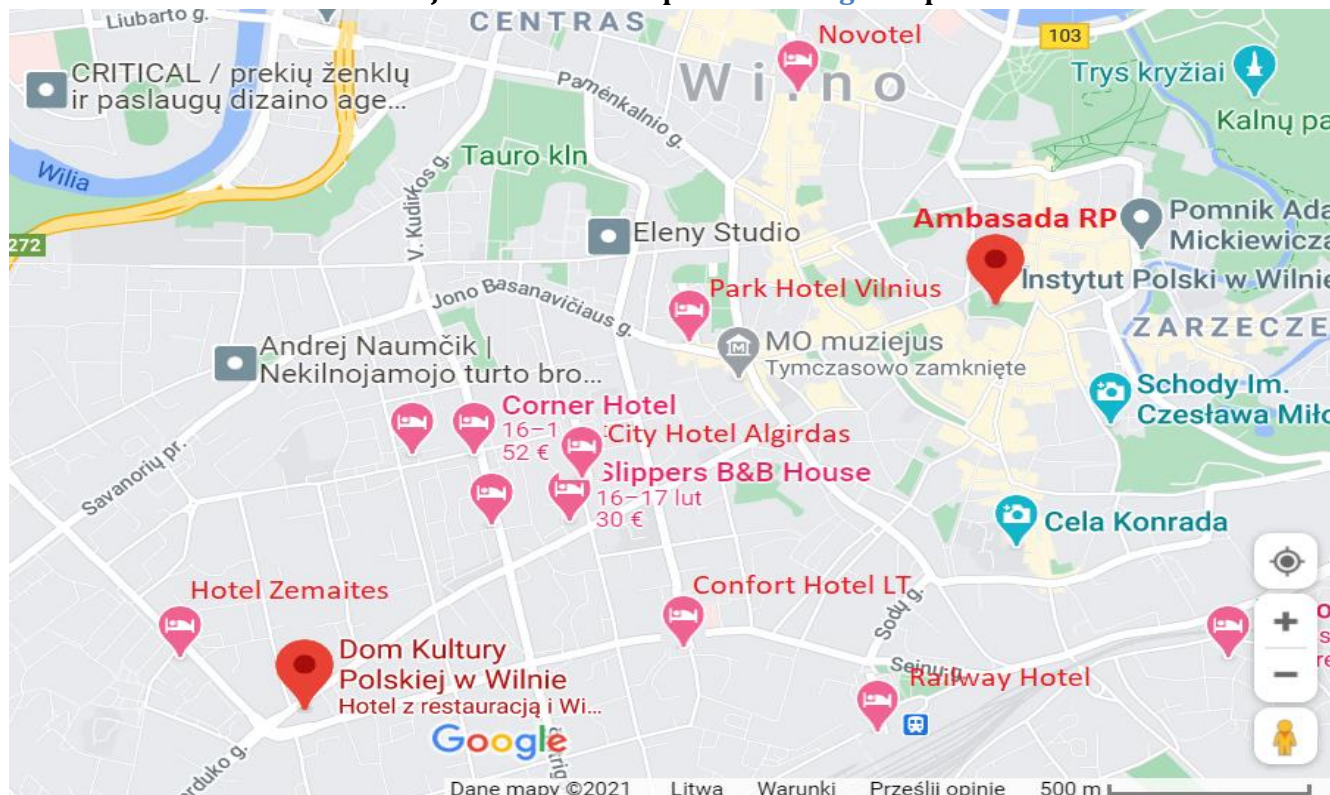 Liubarto g.
CENTRAS
Novotel
103
CRITICAL / prekių ženklų
ir paslaugų dizaino age...
Pamėnkalnio g.
Trys kryžiai
Kalnų pa
Wilia
Tauro kln
V. Kudirkos g.
272
Eleny Studio
Ambasada RP
Pomnik Ada
Mickiewicza
Instytut Polski w Wilnie
Jono Basanavičiaus g.
Park Hotel Vilnius
ZARZECZE
MO muziejus
Tymczasowo zamknięte
Andrej Naumčik |
Nekilnojamojo turto bro...
Schody Im.
Czesława Miło
Corner Hotel
16–1
52 €
City Hotel Algirdas
Slippers B&B House
16–17 lut
30 €
Savanorių pr.
Cela Konrada
Hotel Zemaites
Confort Hotel LT
Sodų g.
Dom Kultury
Polskiej w Wilnie
Hotel z restauracją i Wi...
Seinų g.
Railway Hotel
Google
Dane mapy ©2021 Litwa Warunki Prześlij opinię 500 m